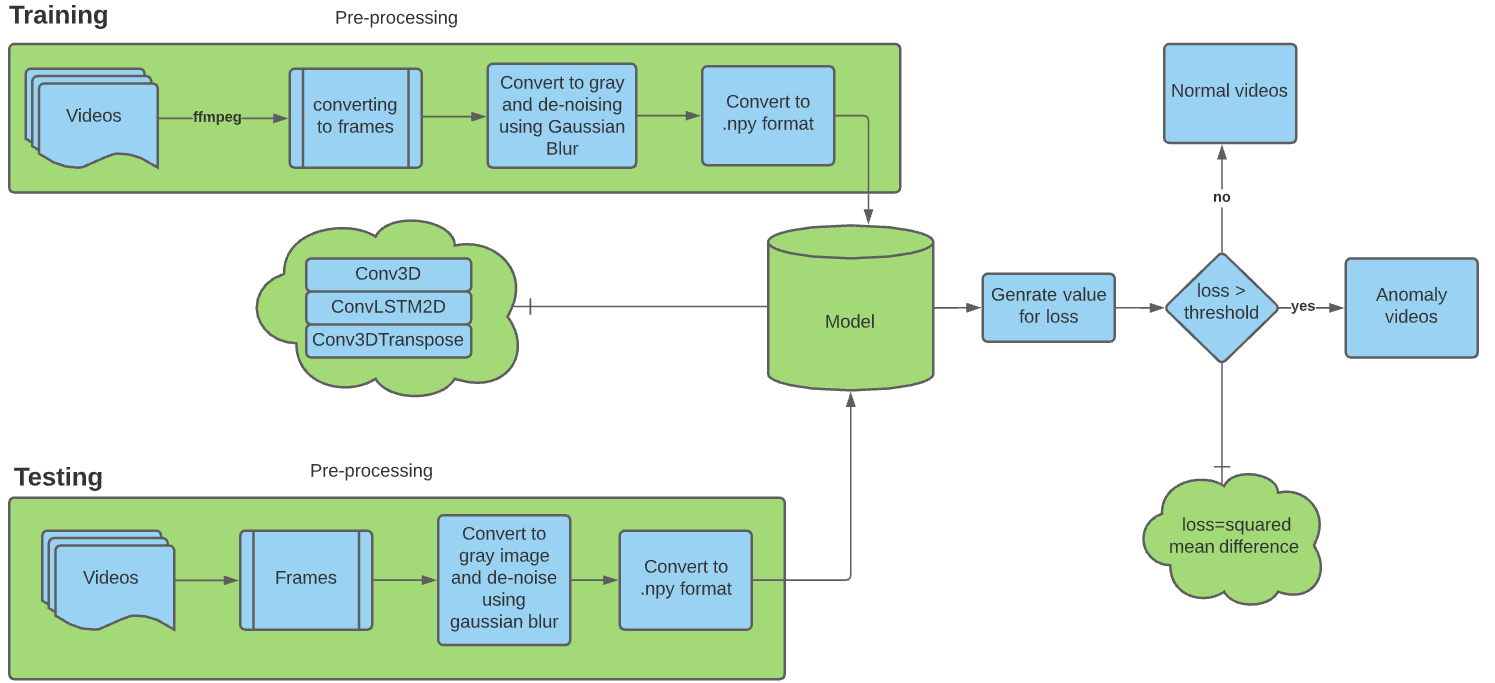 Training
Pre-processing
Videos
ffmpeg
converting
to frames
Convert to gray
and de-noising
using Gaussian
Blur
Convert to
.npy format
Normal videos
no
Conv3D
ConvLSTM2D
Conv3DTranspose
Model
Genrate value
for loss
loss >
threshold
yes
Anomaly
videos
Testing
Pre-processing
Videos
Frames
Convert to
gray image
and de-noise
using
gaussian blur
Convert to
.npy format
loss=squared
mean difference